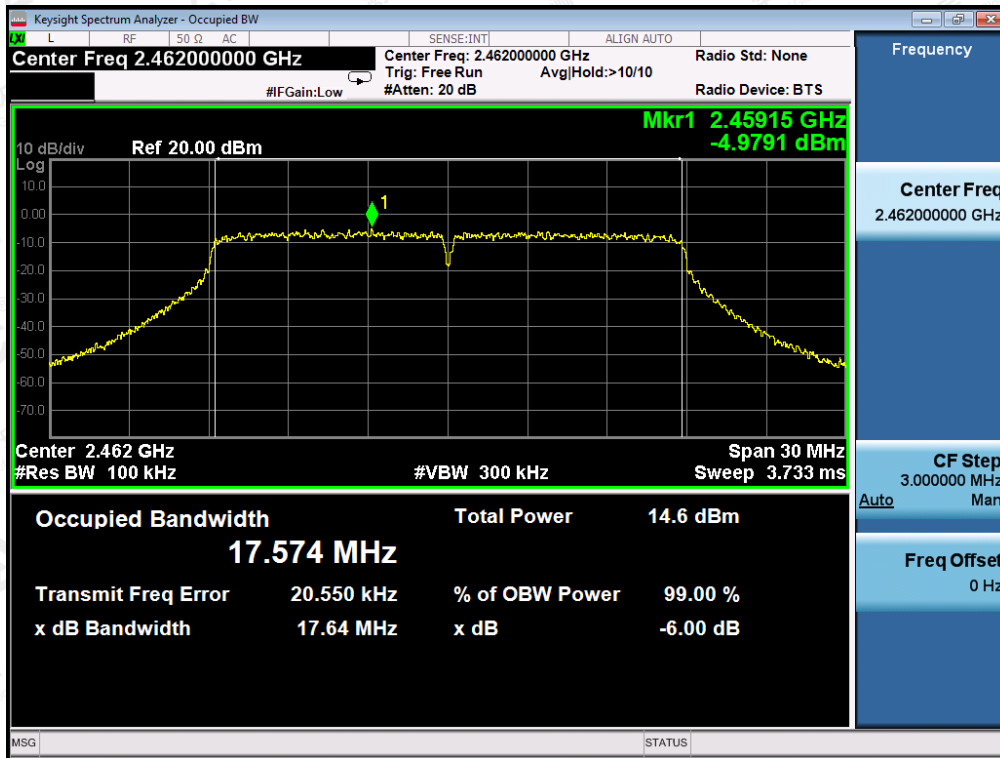 Keysight Spectrum Analyzer - Occupied BW
LXI L RF 50 Ω AC SENSE:INT ALIGN AUTO
Center Freq 2.462000000 GHz
Center Freq: 2.462000000 GHz Radio Std: None
Trig: Free Run Avg|Hold:>10/10
#IFGain:Low #Atten: 20 dB Radio Device: BTS
Mkr1 2.45915 GHz
-4.9791 dBm
10 dB/div Ref 20.00 dBm
Log
10.0
0.00
-10.0
-20.0
-30.0
-40.0
-50.0
-60.0
-70.0
1
Center 2.462 GHz Span 30 MHz
#Res BW 100 kHz #VBW 300 kHz Sweep 3.733 ms
Occupied Bandwidth Total Power 14.6 dBm
17.574 MHz
Transmit Freq Error 20.550 kHz % of OBW Power 99.00 %
x dB Bandwidth 17.64 MHz x dB -6.00 dB
MSG STATUS
Frequency
Center Freq
2.462000000 GHz
CF Step
3.000000 MHz
Auto Man
Freq Offset
0 Hz